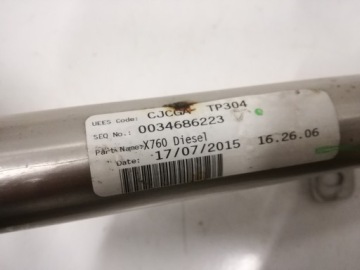 UEES Code: CJCGA TP304
SEQ No.: 0034686223
Part Name: X760 Diesel
Date: 17/07/2015 16.26.06